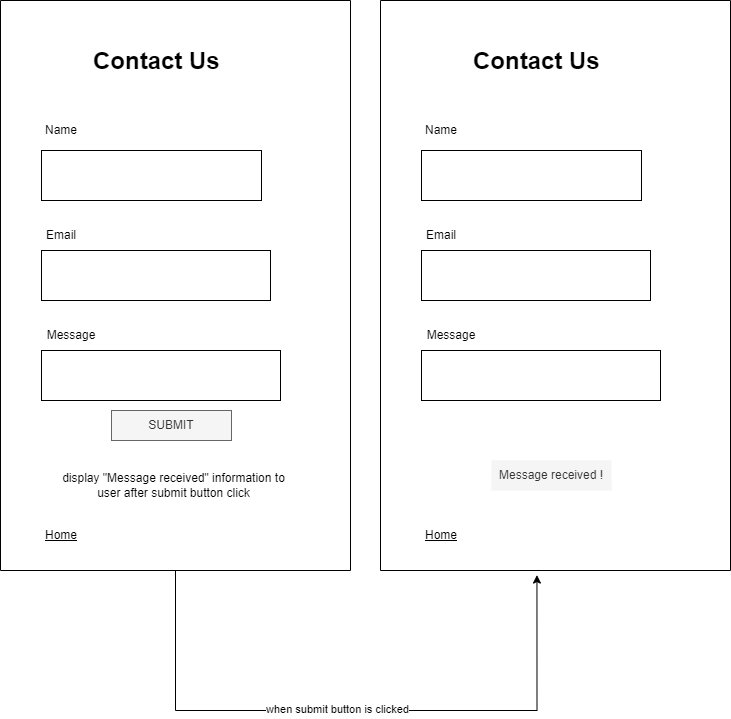 Contact Us
Name
Email
Message
SUBMIT
display "Message received" information to
user after submit button click
Home
Contact Us
Name
Email
Message
Message received !
Home
when submit button is clicked